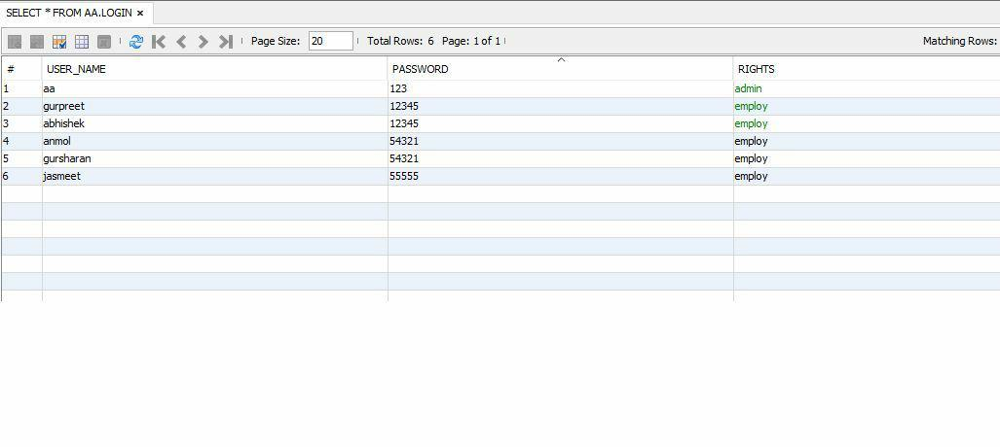 SELECT * FROM AA.LOGIN ×
Page Size: 20 Total Rows: 6 Page: 1 of 1 Matching Rows:
# USER_NAME PASSWORD RIGHTS
1 aa 123 admin
2 gurpreet 12345 employ
3 abhishek 12345 employ
4 anmol 54321 employ
5 gursharan 54321 employ
6 jasmeet 55555 employ